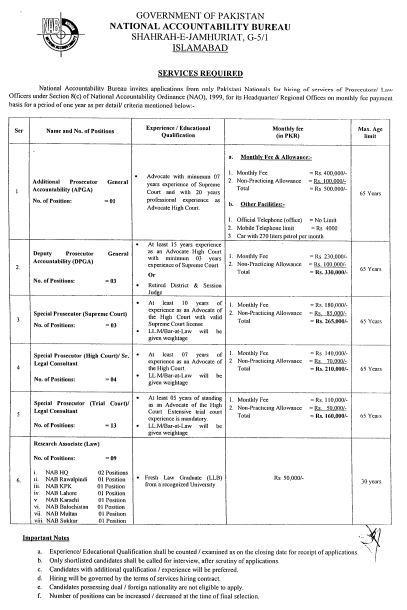 NAB
GOVERNMENT OF PAKISTAN
NATIONAL ACCOUNTABILITY BUREAU
SHAHRAH-E-JAMHURIAT, G-5/1
ISLAMABAD
SERVICES REQUIRED
National Accountability Bureau invites applications from only Pakistani Nationals for hiring of services of Prosecutors/ Law
Officers under Section 8(c) of National Accountability Ordinance (NAO), 1999, for its Headquarter/ Regional Offices on monthly fee payment
basis for a period of one year as per detail/ criteria mentioned below:-
Ser
Name and No. of Positions
Experience / Educational
Qualification
Monthly fee
(in PKR)
Max. Age
limit
1
Additional Prosecutor General
Accountability (APGA)
No. of Position: = 01
• Advocate with minimum 07
years experience of Supreme
Court and with 20 years
professional experience as
Advocate High Court.
a. Monthly Fee & Allowance:-
1. Monthly Fee = Rs. 400,000/-
2. Non-Practicing Allowance = Rs. 100,000/-
Total = Rs. 500,000/-
b. Other Facilities:-
1. Official Telephone (office) = No Limit
2. Mobile Telephone limit = Rs 4000
3. Car with 270 liters petrol per month
65 Years
2.
Deputy Prosecutor General
Accountability (DPGA)
No. of Positions: = 03
• At least 15 years experience
as an Advocate High Court
with minimum 03 years
experience of Supreme Court
Or
• Retired District & Session
Judge
1. Monthly Fee = Rs. 230,000/-
2. Non-Practicing Allowance = Rs. 100,000/-
Total = Rs. 330,000/-
65 Years
3.
Special Prosecutor (Supreme Court)
No. of Positions: = 03
• At least 10 years of
experience as an Advocate of
the High Court with valid
Supreme Court license
• LL.M/Bar-at-Law will be
given weightage
1. Monthly Fee = Rs. 180,000/-
2. Non-Practicing Allowance = Rs. 85,000/-
Total = Rs. 265,000/-
65 Years
4
Special Prosecutor (High Court)/ Sr.
Legal Consultant
No. of Positions: = 04
• At least 07 years of
experience as an Advocate of
the High Court.
• LL.M/Bar-at-Law will be
given weightage
1. Monthly Fee = Rs. 140,000/-
2. Non-Practicing Allowance = Rs. 70,000/-
Total = Rs. 210,000/-
65 Years
5
Special Prosecutor (Trial Court)/
Legal Consultant
No. of Positions: = 13
• At least 05 years of standing
as an Advocate of the High
Court Extensive trial court
experience is mandatory.
• LL.M/Bar-at-Law will be
given weightage
1. Monthly Fee = Rs. 110,000/-
2. Non-Practicing Allowance = Rs. 50,000/-
Total = Rs. 160,000/-
65 Years
6.
Research Associate (Law)
No. of Positions: = 09
i. NAB HQ 02 Positions
ii. NAB Rawalpindi 01 Position
iii. NAB KPK 01 Position
iv. NAB Lahore 01 Position
v NAB Karachi 01 Position
vi. NAB Balochistan 01 Position
vii. NAB Multan 01 Position
viii. NAB Sukkur 01 Position
• Fresh Law Graduate (LLB)
from a recognized University
Rs 50,000/-
30 years
Important Notes
a. Experience/ Educational Qualification shall be counted / examined as on the closing date for receipt of applications.
b. Only shortlisted candidates shall be called for interview, after scrutiny of applications.
c. Candidates with additional qualification / experience will be preferred.
d. Hiring will be governed by the terms of services hiring contract.
e. Candidates possessing dual / foreign nationality are not eligible to apply.
f. Number of positions can be increased / decreased at the time of final selection.